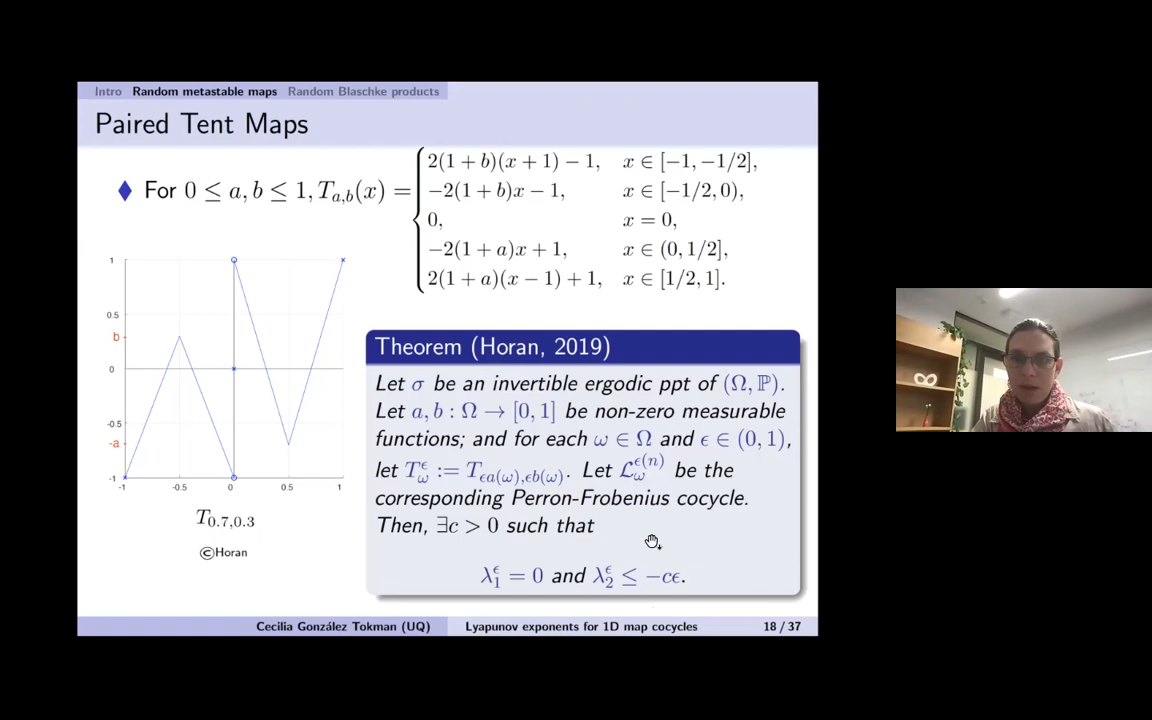 Intro Random metastable maps Random Blaschke products
Paired Tent Maps
♦ For 0 ≤ a, b ≤ 1, T_{a,b}(x) =
2(1 + b)(x + 1) − 1, x ∈ [−1, −1/2],
−2(1 + b)x − 1, x ∈ [−1/2, 0),
0, x = 0,
−2(1 + a)x + 1, x ∈ (0, 1/2],
2(1 + a)(x − 1) + 1, x ∈ [1/2, 1].
1
0.5
b
0
-0.5
-a
-1
-1 -0.5 0 0.5 1
T_{0.7,0.3}
©Horan
Theorem (Horan, 2019)
Let σ be an invertible ergodic ppt of (Ω, ℙ).
Let a, b : Ω → [0, 1] be non-zero measurable
functions; and for each ω ∈ Ω and ϵ ∈ (0, 1),
let T_ω^ϵ := T_{ϵa(ω),ϵb(ω)}. Let ℒ_ω^{ϵ(n)} be the
corresponding Perron-Frobenius cocycle.
Then, ∃c > 0 such that
λ_1^ϵ = 0 and λ_2^ϵ ≤ −cϵ.
Cecilia González Tokman (UQ) Lyapunov exponents for 1D map cocycles 18 / 37